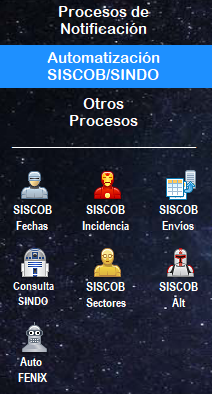 Procesos de
Notificación
Automatización
SISCOB/SINDO
Otros
Procesos
SISCOB Fechas
SISCOB Incidencia
SISCOB Envios
Consulta SINDO
SISCOB Sectores
SISCOB Alt
Auto FENIX